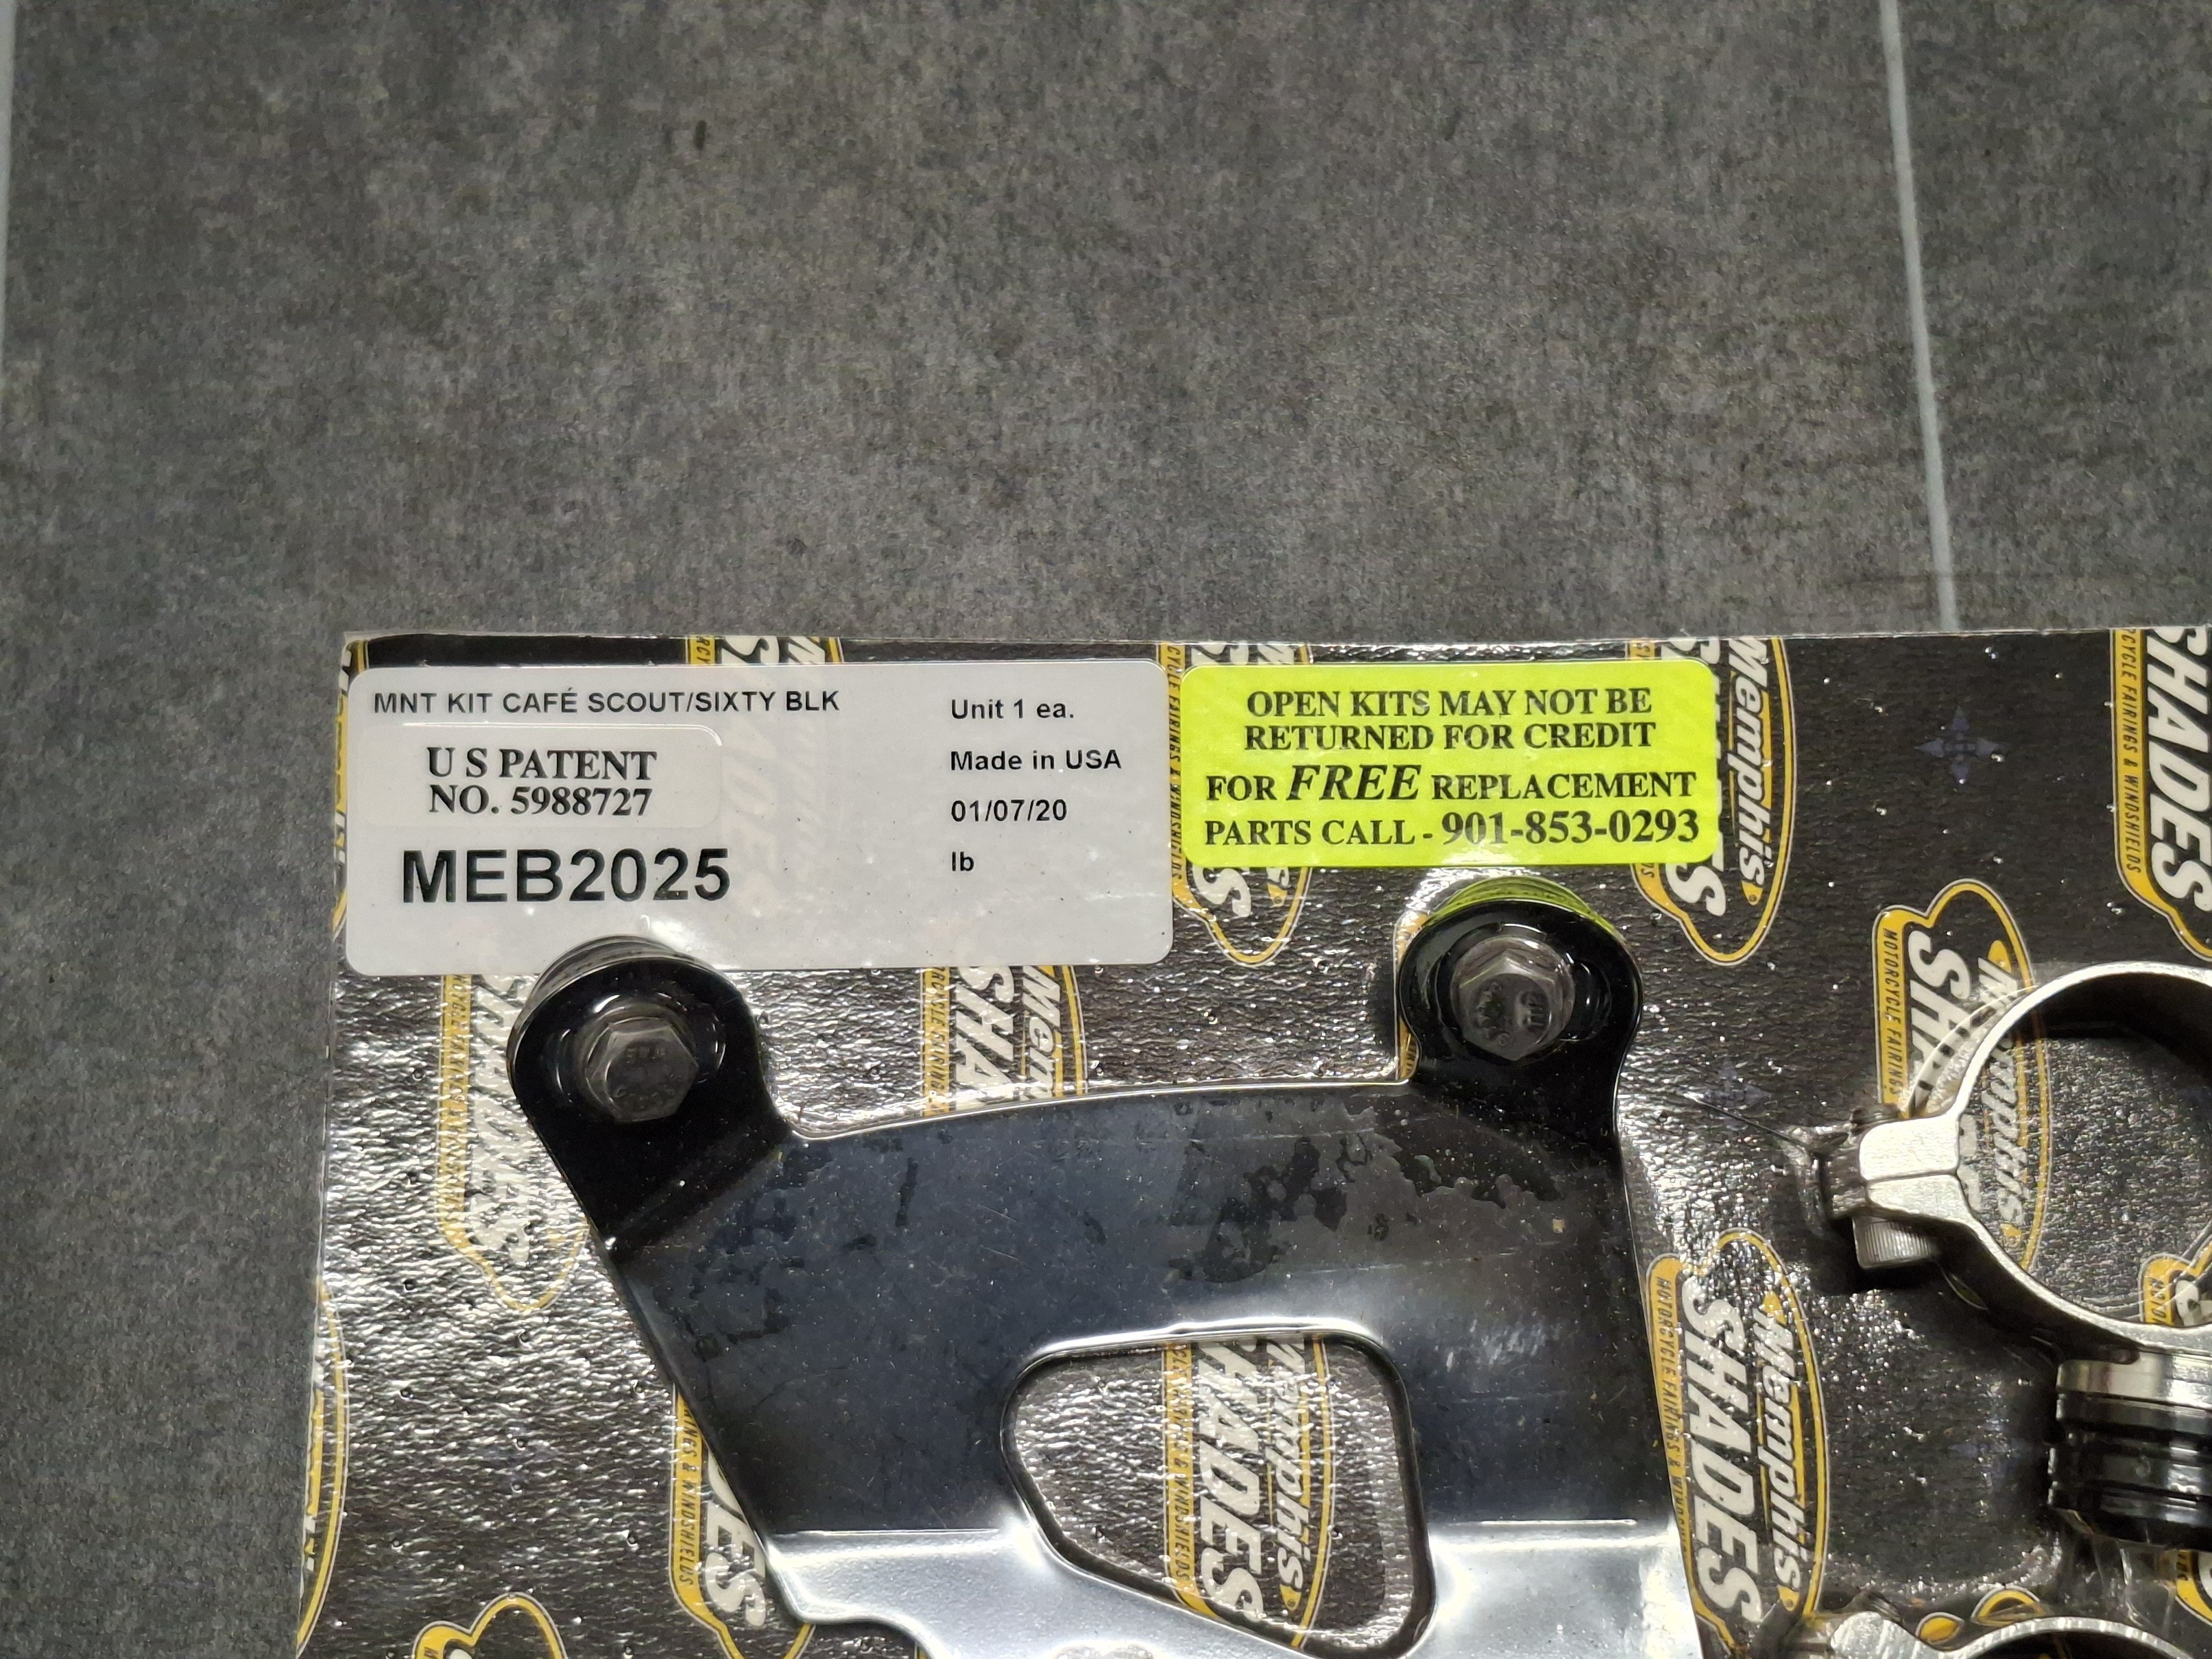 MNT KIT CAFÉ SCOUT/SIXTY BLK
U S PATENT
NO. 5988727
MEB2025
Unit 1 ea.
Made in USA
01/07/20
lb
OPEN KITS MAY NOT BE
RETURNED FOR CREDIT
FOR FREE REPLACEMENT
PARTS CALL - 901-853-0293
Memphis
SHADES
MOTORCYCLE FAIRINGS & WINDSHIELDS